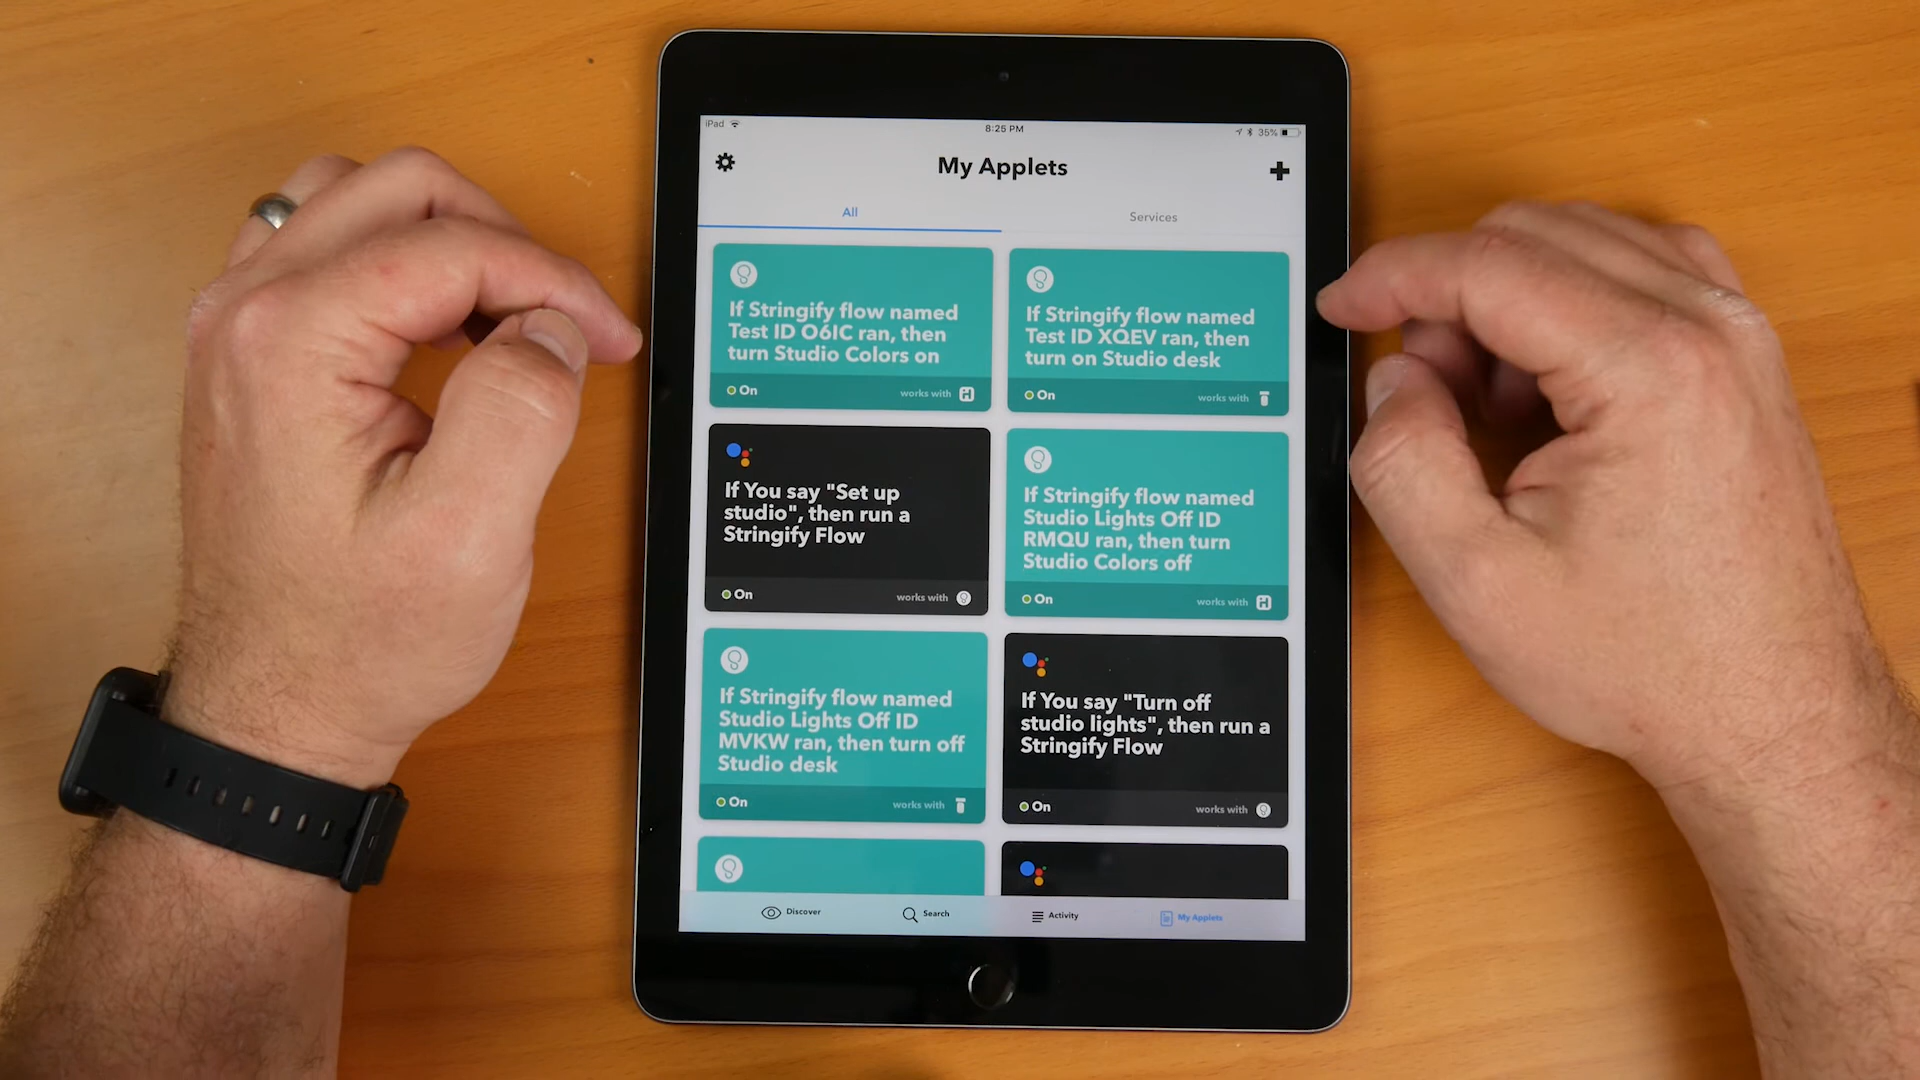 iPad
8:25 PM
35%
My Applets
All
Services
If Stringify flow named
Test ID O6IC ran, then
turn Studio Colors on
On
works with
If Stringify flow named
Test ID XQEV ran, then
turn on Studio desk
On
works with
If You say "Set up
studio", then run a
Stringify Flow
On
works with
If Stringify flow named
Studio Lights Off ID
RMQU ran, then turn
Studio Colors off
On
works with
If Stringify flow named
Studio Lights Off ID
MVKW ran, then turn off
Studio desk
On
works with
If You say "Turn off
studio lights", then run a
Stringify Flow
On
works with
Discover
Search
Activity
My Applets